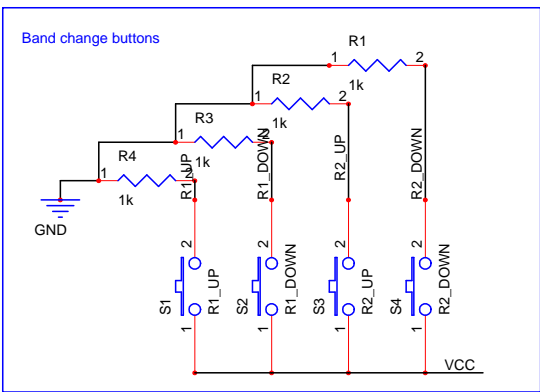 Band change buttons
R1
1 2
1k
R2
1 2
1k
R3
1 2
1k
R4
1 2
1k
GND
R1_UP
R1_DOWN
R2_UP
R2_DOWN
2 2 2 2
S1 R1_UP
S2 R1_DOWN
S3 R2_UP
S4 R2_DOWN
1 1 1 1
VCC